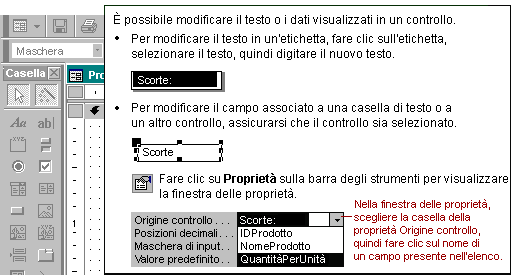 È possibile modificare il testo o i dati visualizzati in un controllo.
• Per modificare il testo in un'etichetta, fare clic sull'etichetta,
selezionare il testo, quindi digitare il nuovo testo.
Scorte:
• Per modificare il campo associato a una casella di testo o a
un altro controllo, assicurarsi che il controllo sia selezionato.
Scorte
Fare clic su Proprietà sulla barra degli strumenti per visualizzare
la finestra delle proprietà.
Origine controllo . . . Scorte:
Posizioni decimali . . . IDProdotto
Maschera di input . . . NomeProdotto
Valore predefinito . . . QuantitàPerUnità
Nella finestra delle proprietà,
scegliere la casella della
proprietà Origine controllo,
quindi fare clic sul nome di
un campo presente nell'elenco.
Maschera
Casella
Pro
Aa
ab|
XYZ
1